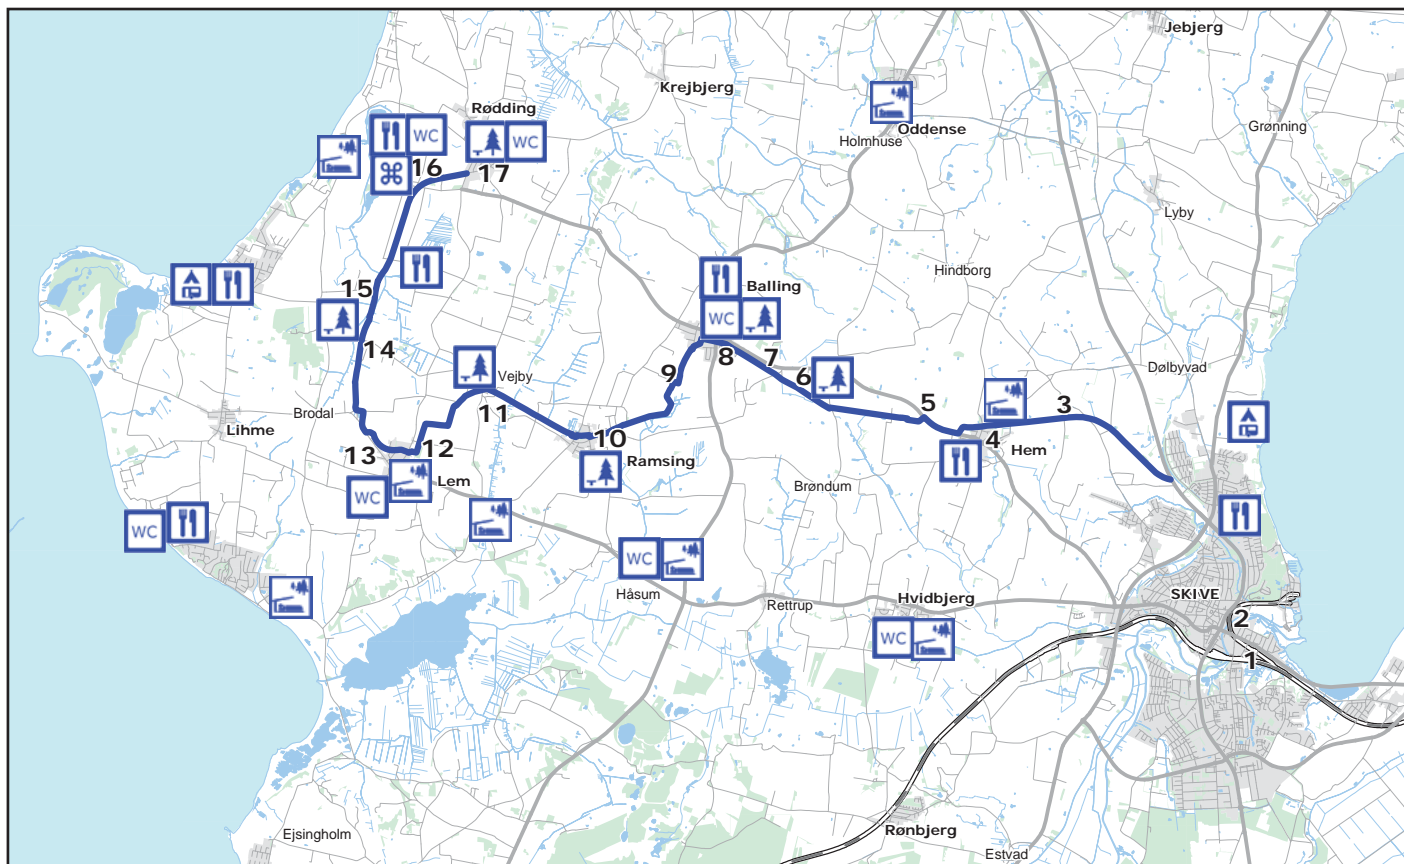 Jebjerg
Krejbjerg
Rødding
Oddense
Holmhuse
Grønning
WC
WC
16
17
Lyby
Hindborg
15
Balling
WC
14
8
7
6
Dølbyvad
Vejby
9
5
3
Brodal
11
Lihme
12
10
4
Hem
13
Ramsing
Lem
Brøndum
WC
WC
WC
Håsum
Rettrup
Hvidbjerg
SKIVE
2
WC
1
Rønbjerg
Ejsingholm
Estvad